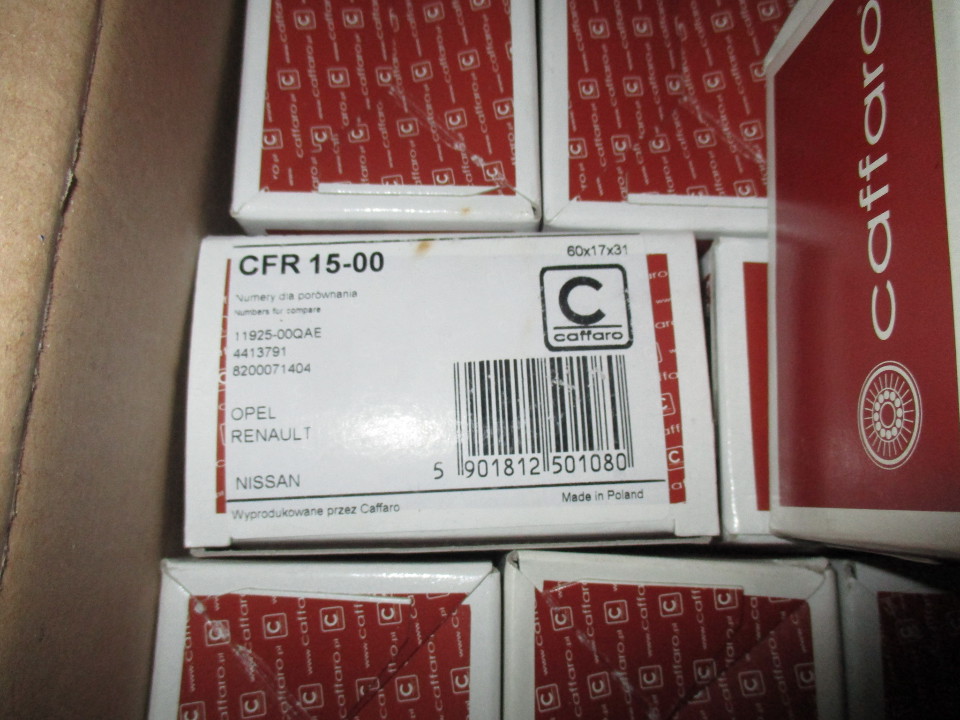 CFR 15-00
60x17x31
Numery dla porównania
Numbers for compare
11925-00QAE
4413791
8200071404
C
caffaro
OPEL
RENAULT
NISSAN
5 901812 501080
Wyprodukowane przez Caffaro
Made in Poland
caffaro